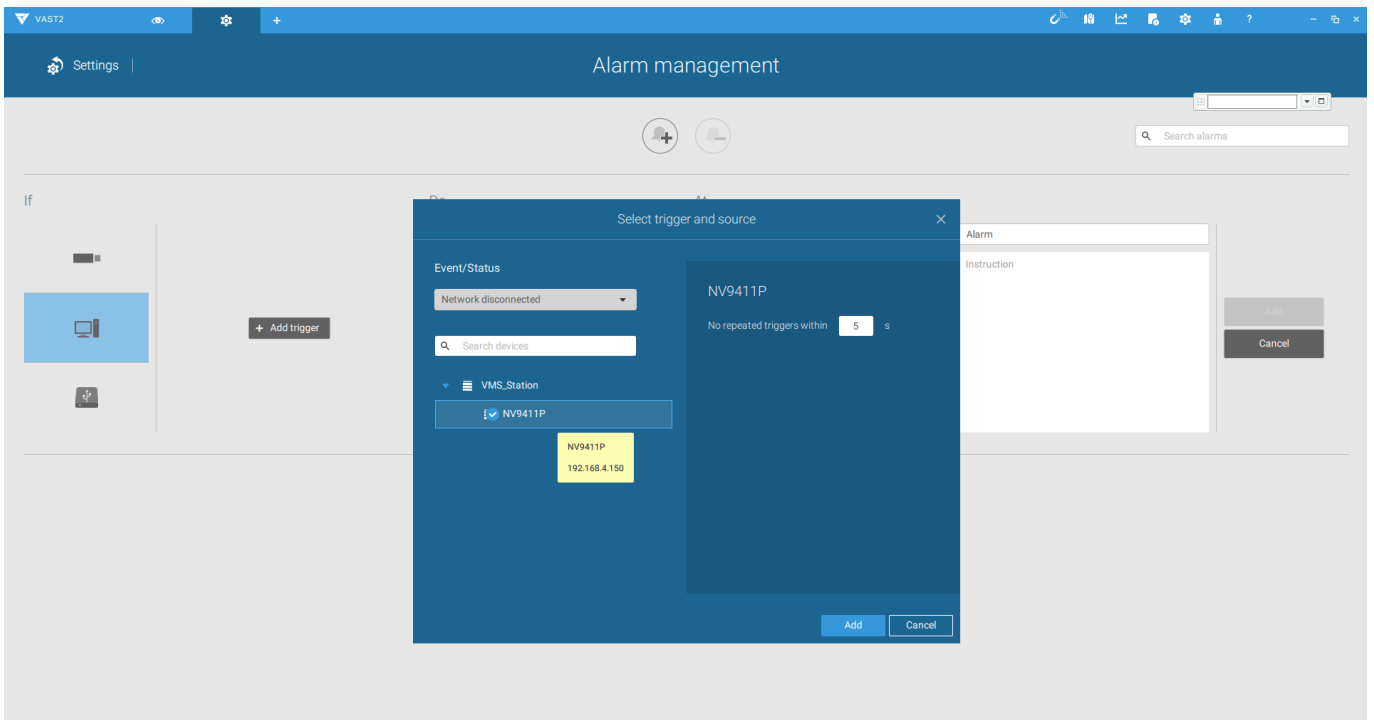 VAST2
+
?
Settings
Alarm management
Search alarms
If
Select trigger and source
Alarm
Instruction
Event/Status
Network disconnected
NV9411P
No repeated triggers within 5 s
+ Add trigger
Search devices
Add
Cancel
VMS_Station
NV9411P
NV9411P
192.168.4.150
Add
Cancel